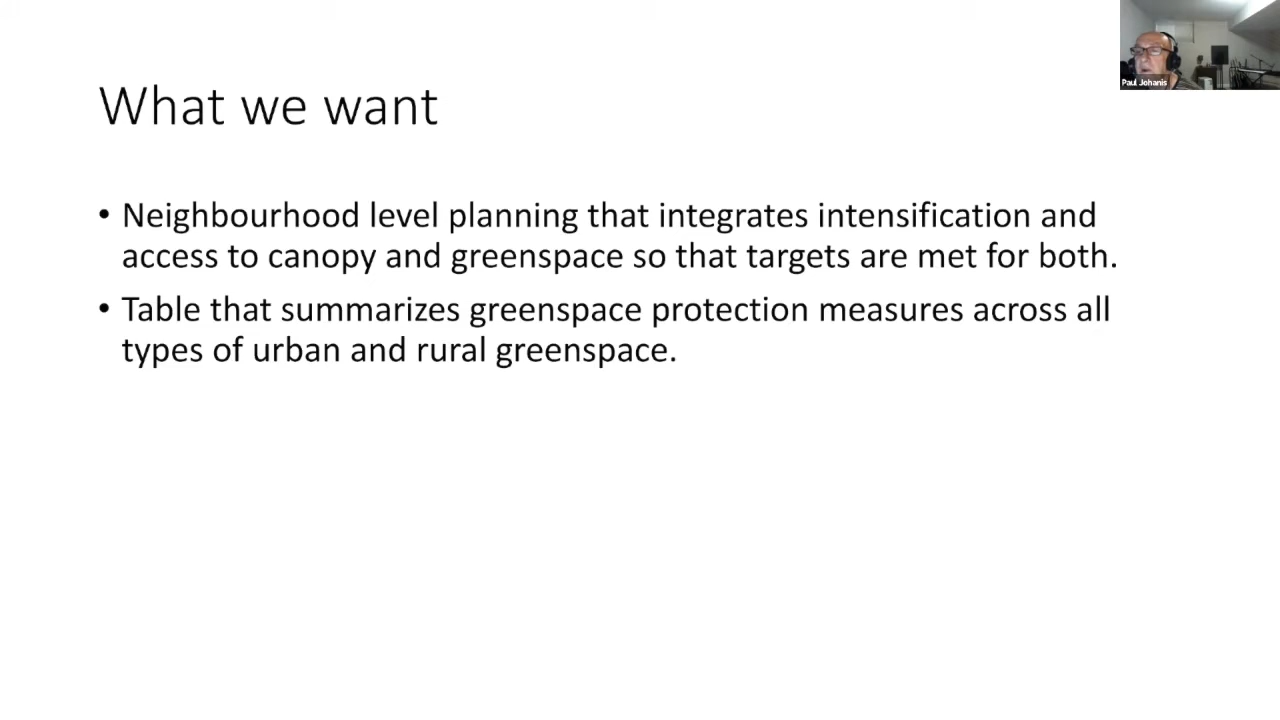 What we want
• Neighbourhood level planning that integrates intensification and
access to canopy and greenspace so that targets are met for both.
• Table that summarizes greenspace protection measures across all
types of urban and rural greenspace.
Paul Johanis